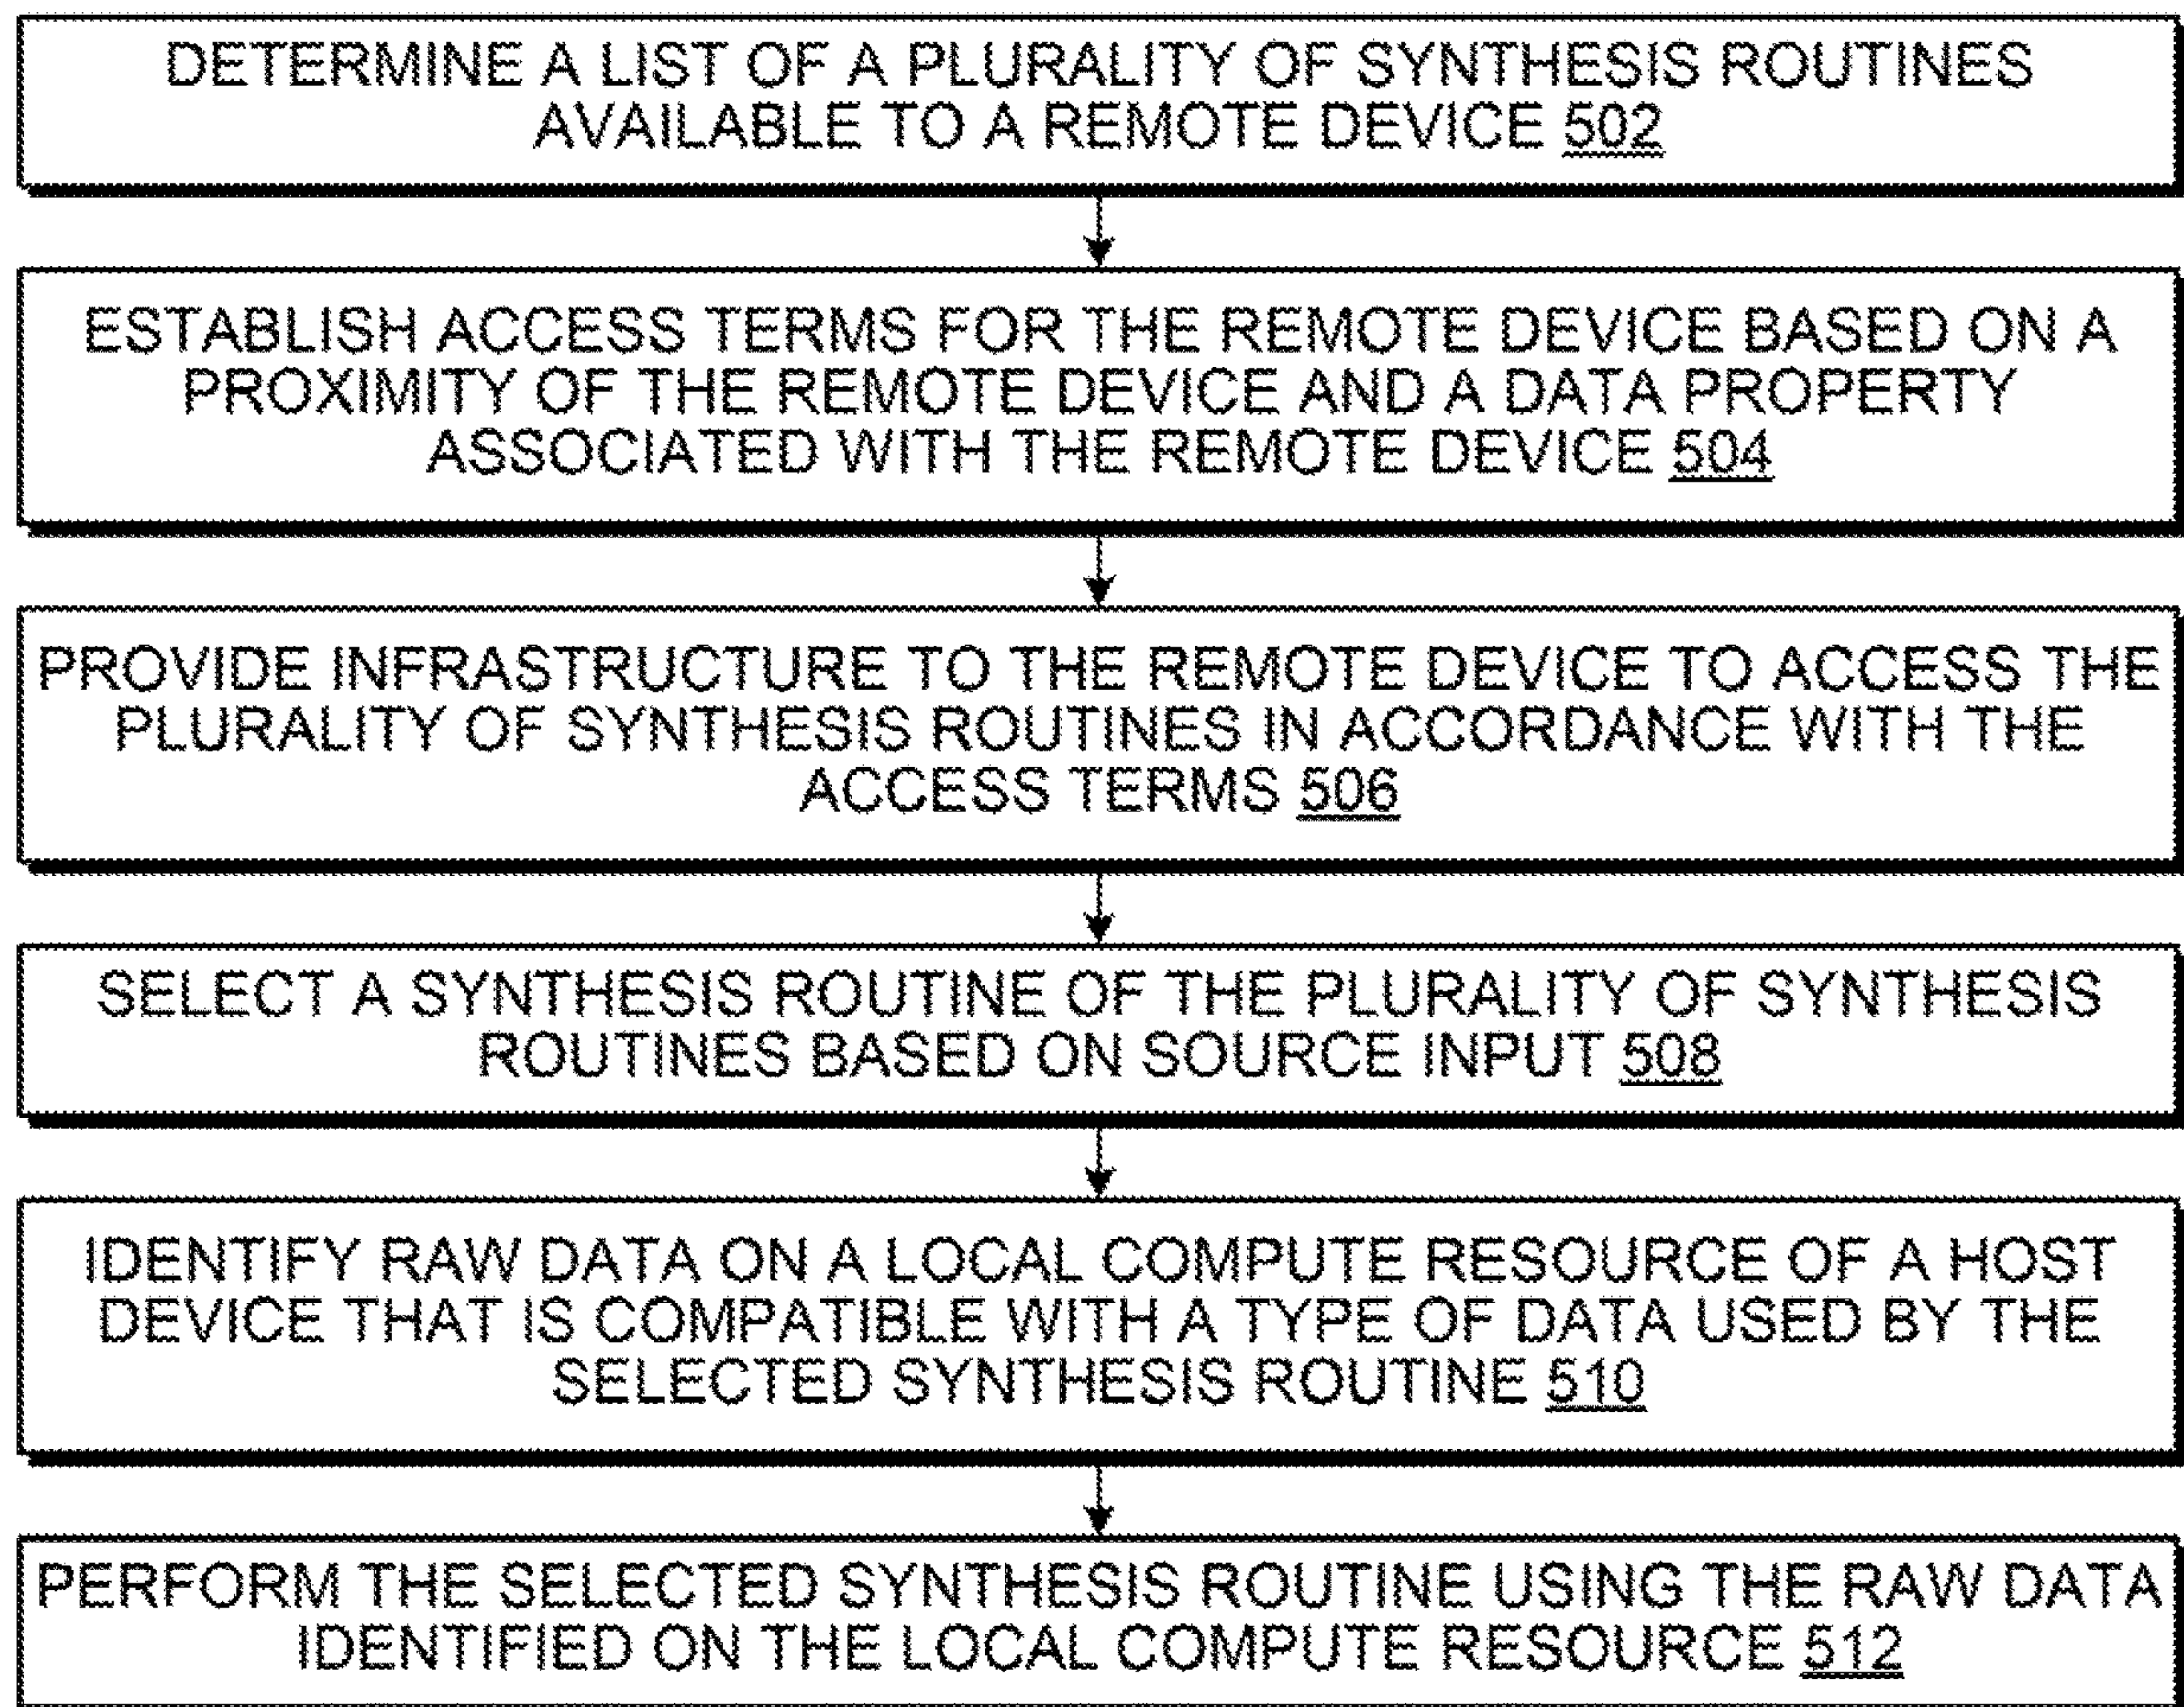 DETERMINE A LIST OF A PLURALITY OF SYNTHESIS ROUTINES
AVAILABLE TO A REMOTE DEVICE 502
ESTABLISH ACCESS TERMS FOR THE REMOTE DEVICE BASED ON A
PROXIMITY OF THE REMOTE DEVICE AND A DATA PROPERTY
ASSOCIATED WITH THE REMOTE DEVICE 504
PROVIDE INFRASTRUCTURE TO THE REMOTE DEVICE TO ACCESS THE
PLURALITY OF SYNTHESIS ROUTINES IN ACCORDANCE WITH THE
ACCESS TERMS 506
SELECT A SYNTHESIS ROUTINE OF THE PLURALITY OF SYNTHESIS
ROUTINES BASED ON SOURCE INPUT 508
IDENTIFY RAW DATA ON A LOCAL COMPUTE RESOURCE OF A HOST
DEVICE THAT IS COMPATIBLE WITH A TYPE OF DATA USED BY THE
SELECTED SYNTHESIS ROUTINE 510
PERFORM THE SELECTED SYNTHESIS ROUTINE USING THE RAW DATA
IDENTIFIED ON THE LOCAL COMPUTE RESOURCE 512